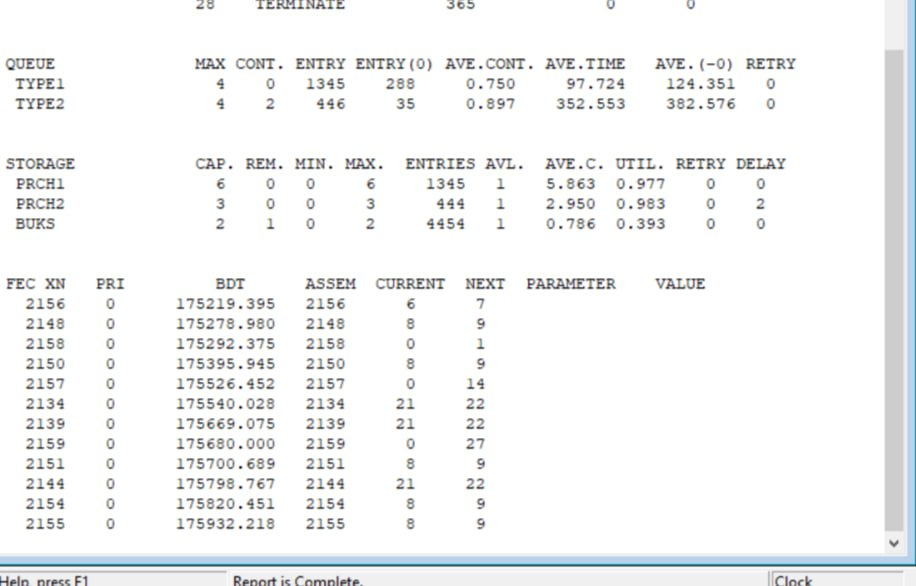 28 TERMINATE 365 0 0
QUEUE MAX CONT. ENTRY ENTRY(0) AVE.CONT. AVE.TIME AVE.(-0) RETRY
TYPE1 4 0 1345 288 0.750 97.724 124.351 0
TYPE2 4 2 446 35 0.897 352.553 382.576 0
STORAGE CAP. REM. MIN. MAX. ENTRIES AVL. AVE.C. UTIL. RETRY DELAY
PRCH1 6 0 0 6 1345 1 5.863 0.977 0 0
PRCH2 3 0 0 3 444 1 2.950 0.983 0 2
BUKS 2 1 0 2 4454 1 0.786 0.393 0 0
FEC XN PRI BDT ASSEM CURRENT NEXT PARAMETER VALUE
2156 0 175219.395 2156 6 7
2148 0 175278.980 2148 8 9
2158 0 175292.375 2158 0 1
2150 0 175395.945 2150 8 9
2157 0 175526.452 2157 0 14
2134 0 175540.028 2134 21 22
2139 0 175669.075 2139 21 22
2159 0 175680.000 2159 0 27
2151 0 175700.689 2151 8 9
2144 0 175798.767 2144 21 22
2154 0 175820.451 2154 8 9
2155 0 175932.218 2155 8 9
Help, press F1 Report is Complete. Clock